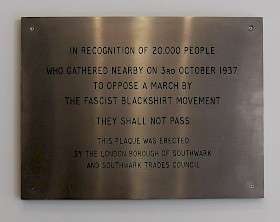 IN RECOGNITION OF 20,000 PEOPLE
WHO GATHERED NEARBY ON 3RD OCTOBER 1937
TO OPPOSE A MARCH BY
THE FASCIST BLACKSHIRT MOVEMENT
THEY SHALL NOT PASS
THIS PLAQUE WAS ERECTED
BY THE LONDON BOROUGH OF SOUTHWARK
AND SOUTHWARK TRADES COUNCIL